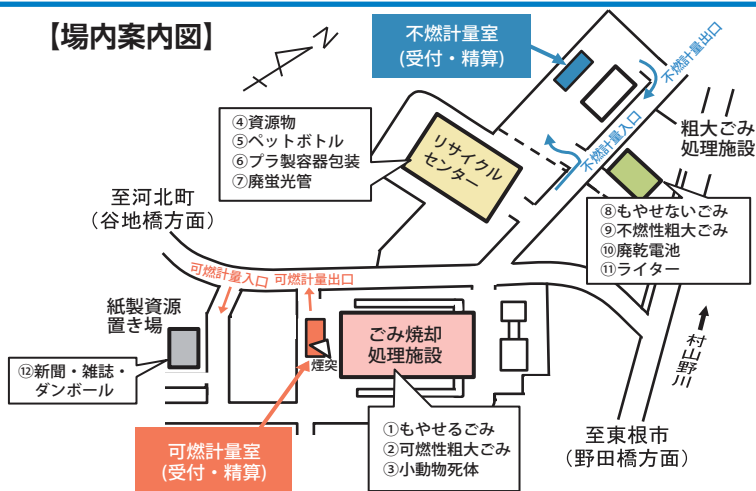 【場内案内図】
N
不燃計量室
(受付・精算)
不燃計量出口
不燃計量入口
粗大ごみ
処理施設
④資源物
⑤ペットボトル
⑥プラ製容器包装
⑦廃蛍光管
リサイクル
センター
⑧もやせないごみ
⑨不燃性粗大ごみ
⑩廃乾電池
⑪ライター
至河北町
（谷地橋方面）
可燃計量入口
可燃計量出口
紙製資源
置き場
⑫新聞・雑誌・
ダンボール
煙突
ごみ焼却
処理施設
村山野川
①もやせるごみ
②可燃性粗大ごみ
③小動物死体
可燃計量室
(受付・精算)
至東根市
（野田橋方面）